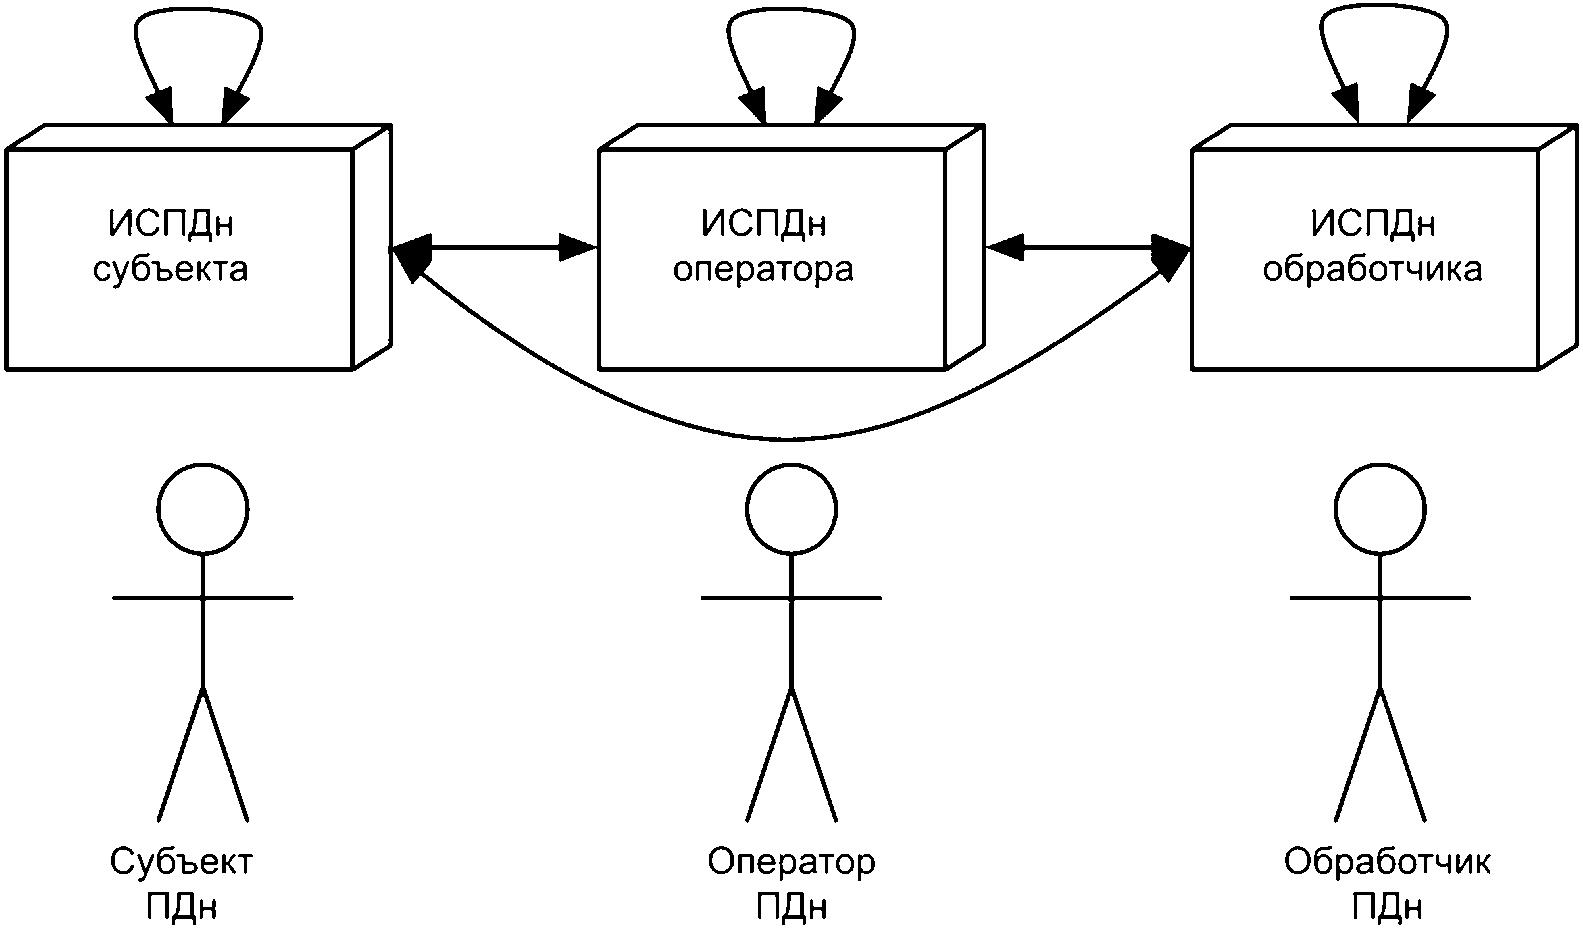 ИСПДн
субъекта
ИСПДн
оператора
ИСПДн
обработчика
Субъект
ПДн
Оператор
ПДн
Обработчик
ПДн